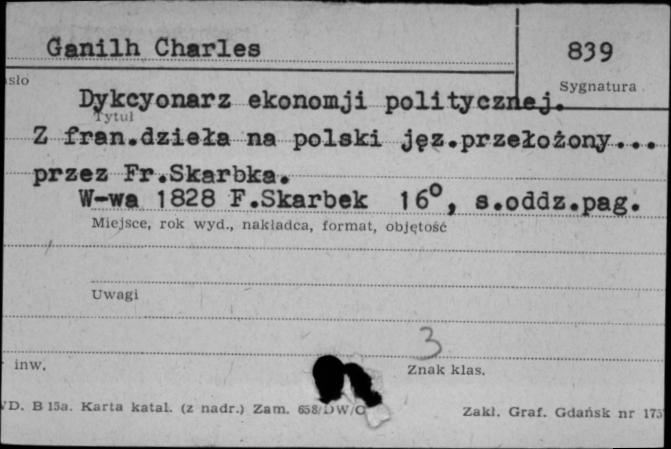 Ganilh Charles
839
Sygnatura
Dykcyonarz ekonomji politycznej.
Tytuł
Z fran.dzieła na polski jęz.przełożony...
przez Fr.Skarbka.
W-wa 1828 F.Skarbek 16°, s.oddz.pag.
Miejsce, rok wyd., nakładca, format, objętość
Uwagi
3
inw.
Znak klas.
B 15a. Karta katal. (z nadr.) Zam. 658/DW/C
Zakł. Graf. Gdańsk nr